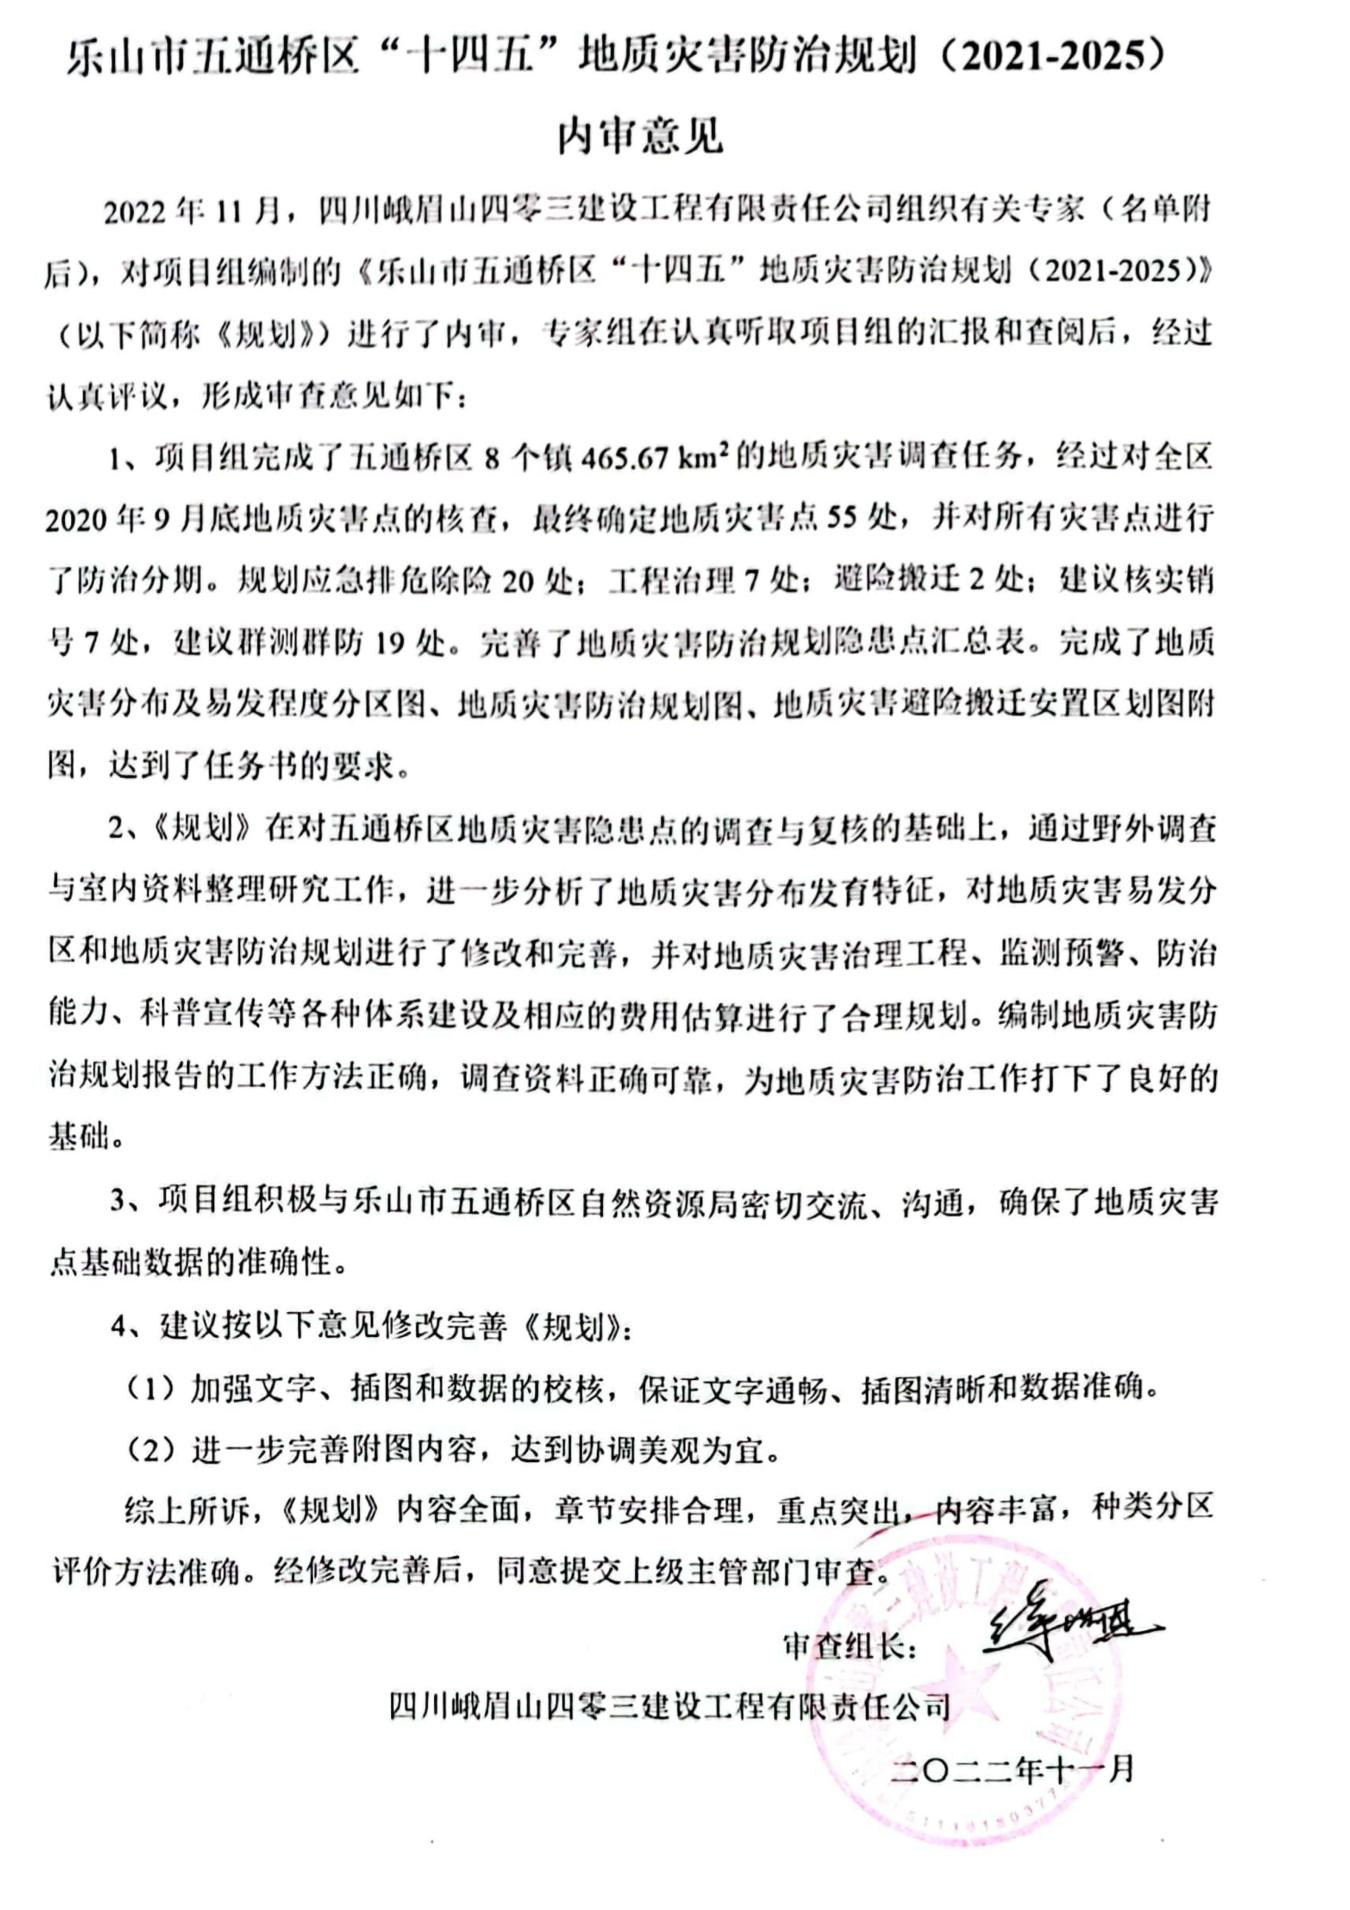 乐山市五通桥区“十四五”地质灾害防治规划（2021-2025）
内审意见
2022年11月，四川峨眉山四零三建设工程有限责任公司组织有关专家（名单附
后），对项目组编制的《乐山市五通桥区“十四五”地质灾害防治规划（2021-2025）》
（以下简称《规划》）进行了内审，专家组在认真听取项目组的汇报和查阅后，经过
认真评议，形成审查意见如下：
1、项目组完成了五通桥区8个镇465.67 km²的地质灾害调查任务，经过对全区
2020年9月底地质灾害点的核查，最终确定地质灾害点55处，并对所有灾害点进行
了防治分期。规划应急排危除险20处；工程治理7处；避险搬迁2处；建议核实销
号7处，建议群测群防19处。完善了地质灾害防治规划隐患点汇总表。完成了地质
灾害分布及易发程度分区图、地质灾害防治规划图、地质灾害避险搬迁安置区划图附
图，达到了任务书的要求。
2、《规划》在对五通桥区地质灾害隐患点的调查与复核的基础上，通过野外调查
与室内资料整理研究工作，进一步分析了地质灾害分布发育特征，对地质灾害易发分
区和地质灾害防治规划进行了修改和完善，并对地质灾害治理工程、监测预警、防治
能力、科普宣传等各种体系建设及相应的费用估算进行了合理规划。编制地质灾害防
治规划报告的工作方法正确，调查资料正确可靠，为地质灾害防治工作打下了良好的
基础。
3、项目组积极与乐山市五通桥区自然资源局密切交流、沟通，确保了地质灾害
点基础数据的准确性。
4、建议按以下意见修改完善《规划》：
（1）加强文字、插图和数据的校核，保证文字通畅、插图清晰和数据准确。
（2）进一步完善附图内容，达到协调美观为宜。
综上所诉，《规划》内容全面，章节安排合理，重点突出，内容丰富，种类分区
评价方法准确。经修改完善后，同意提交上级主管部门审查。
审查组长：
四川峨眉山四零三建设工程有限责任公司
二〇二二年十一月